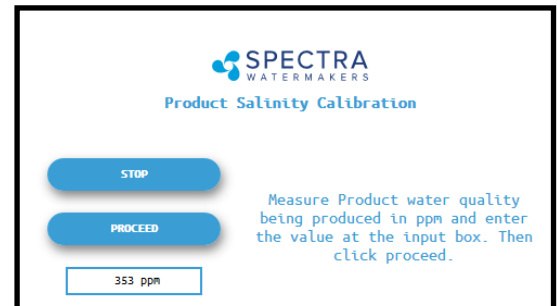 SPECTRA
WATERMAKERS
Product Salinity Calibration
STOP
PROCEED
353 ppm
Measure Product water quality
being produced in ppm and enter
the value at the input box. Then
click proceed.